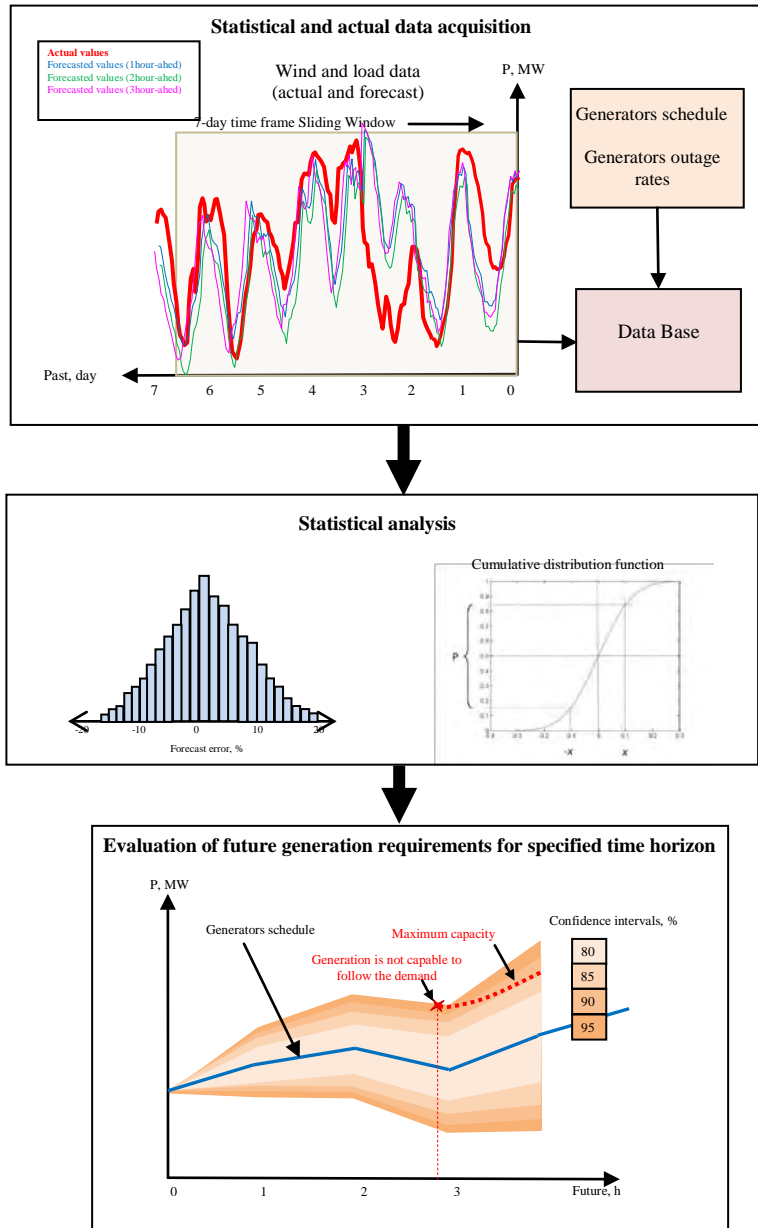 Statistical and actual data acquisition
Actual values
Forecasted values (1hour-ahed)
Forecasted values (2hour-ahed)
Forecasted values (3hour-ahed)
Wind and load data
(actual and forecast)
P, MW
7-day time frame Sliding Window
Generators schedule
Generators outage
rates
Data Base
Past, day
7 6 5 4 3 2 1 0
Statistical analysis
-20 -10 0 10 20
Forecast error, %
Cumulative distribution function
P
-x x
Evaluation of future generation requirements for specified time horizon
P, MW
Generators schedule
Maximum capacity
Generation is not capable to
follow the demand
Confidence intervals, %
80
85
90
95
0 1 2 3 Future, h